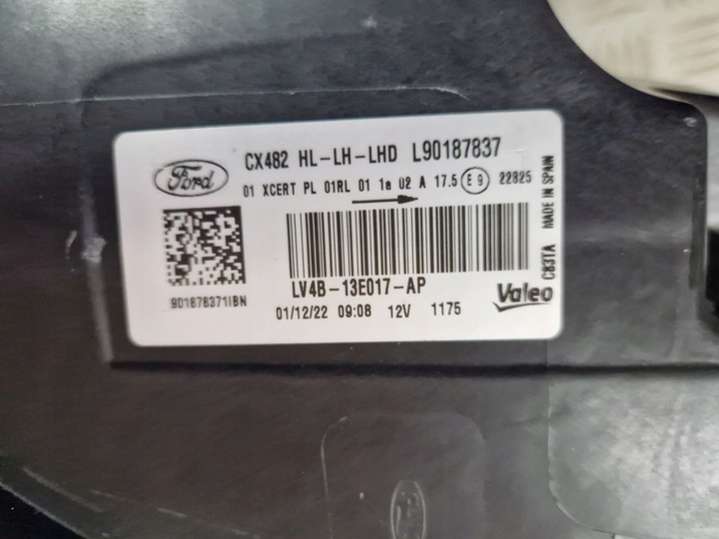 Ford
CX482 HL-LH-LHD L90187837
01 XCERT PL 01RL 01 1a 02 A 17.5 E9 22825
LV4B-13E017-AP
9018783711BN
01/12/22 09:08 12V 1175
Valeo
C83TA MADE IN SPAIN